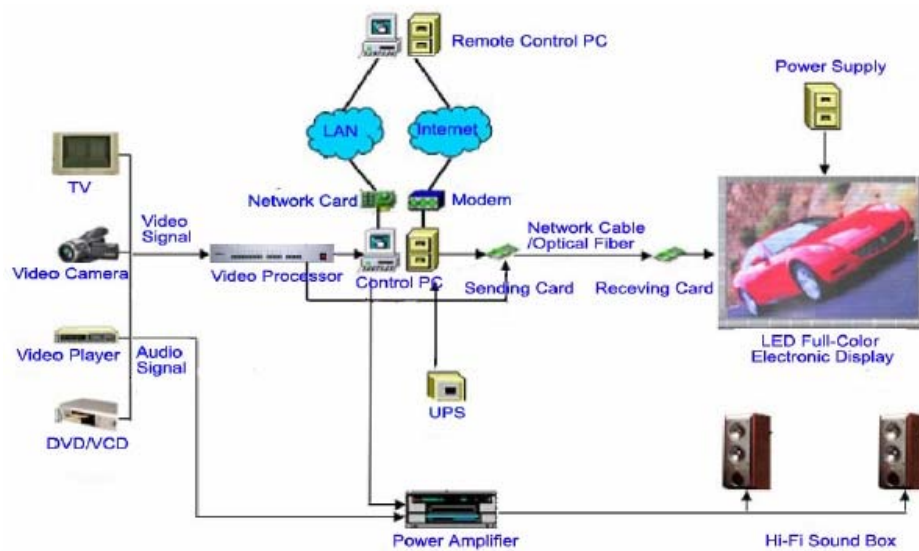 Remote Control PC
Power Supply
LAN
Internet
TV
Network Card
Modem
Video
Signal
Network Cable
/Optical Fiber
Video Camera
Video Processor
Control PC
Sending Card
Receving Card
LED Full-Color
Electronic Display
Video Player
Audio
Signal
UPS
DVD/VCD
Power Amplifier
Hi-Fi Sound Box